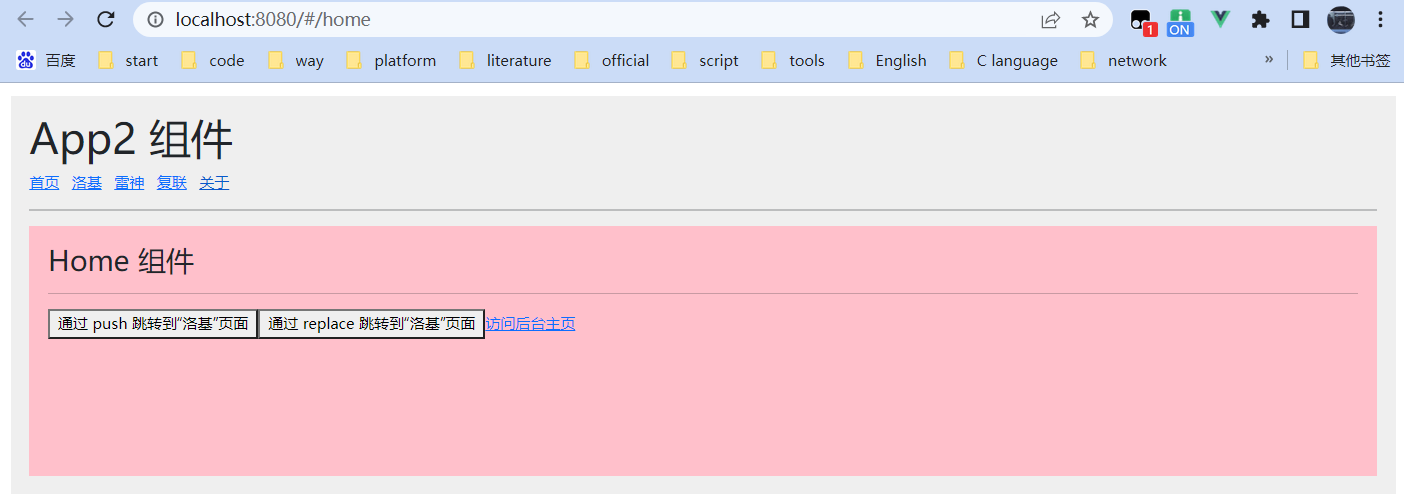 localhost:8080/#/home
1
ON
百度 start code way platform literature official script tools English C language network » 其他书签
App2 组件
首页 洛基 雷神 复联 关于
Home 组件
通过 push 跳转到“洛基”页面 通过 replace 跳转到“洛基”页面 访问后台主页